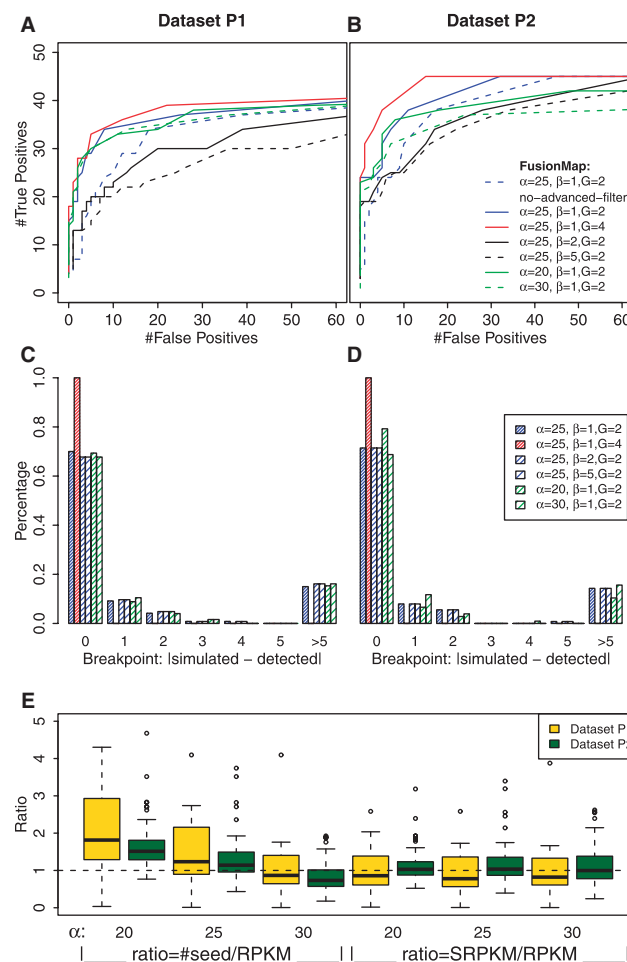 A
Dataset P1
B
Dataset P2
#True Positives
50
40
30
20
10
0
0 10 20 30 40 50 60
#False Positives
0 10 20 30 40 50 60
#False Positives
FusionMap:
α=25, β=1,G=2
no−advanced−filter
α=25, β=1,G=2
α=25, β=1,G=4
α=25, β=2,G=2
α=25, β=5,G=2
α=20, β=1,G=2
α=30, β=1,G=2
C
D
Percentage
1.0
0.8
0.6
0.4
0.2
0.0
0 1 2 3 4 5 >5
Breakpoint: |simulated − detected|
0 1 2 3 4 5 >5
Breakpoint: |simulated − detected|
α=25, β=1,G=2
α=25, β=1,G=4
α=25, β=2,G=2
α=25, β=5,G=2
α=20, β=1,G=2
α=30, β=1,G=2
E
Ratio
5
4
3
2
1
0
Dataset P
Dataset P
α: 20 25 30 20 25 30
ratio=#seed/RPKM ratio=SRPKM/RPKM